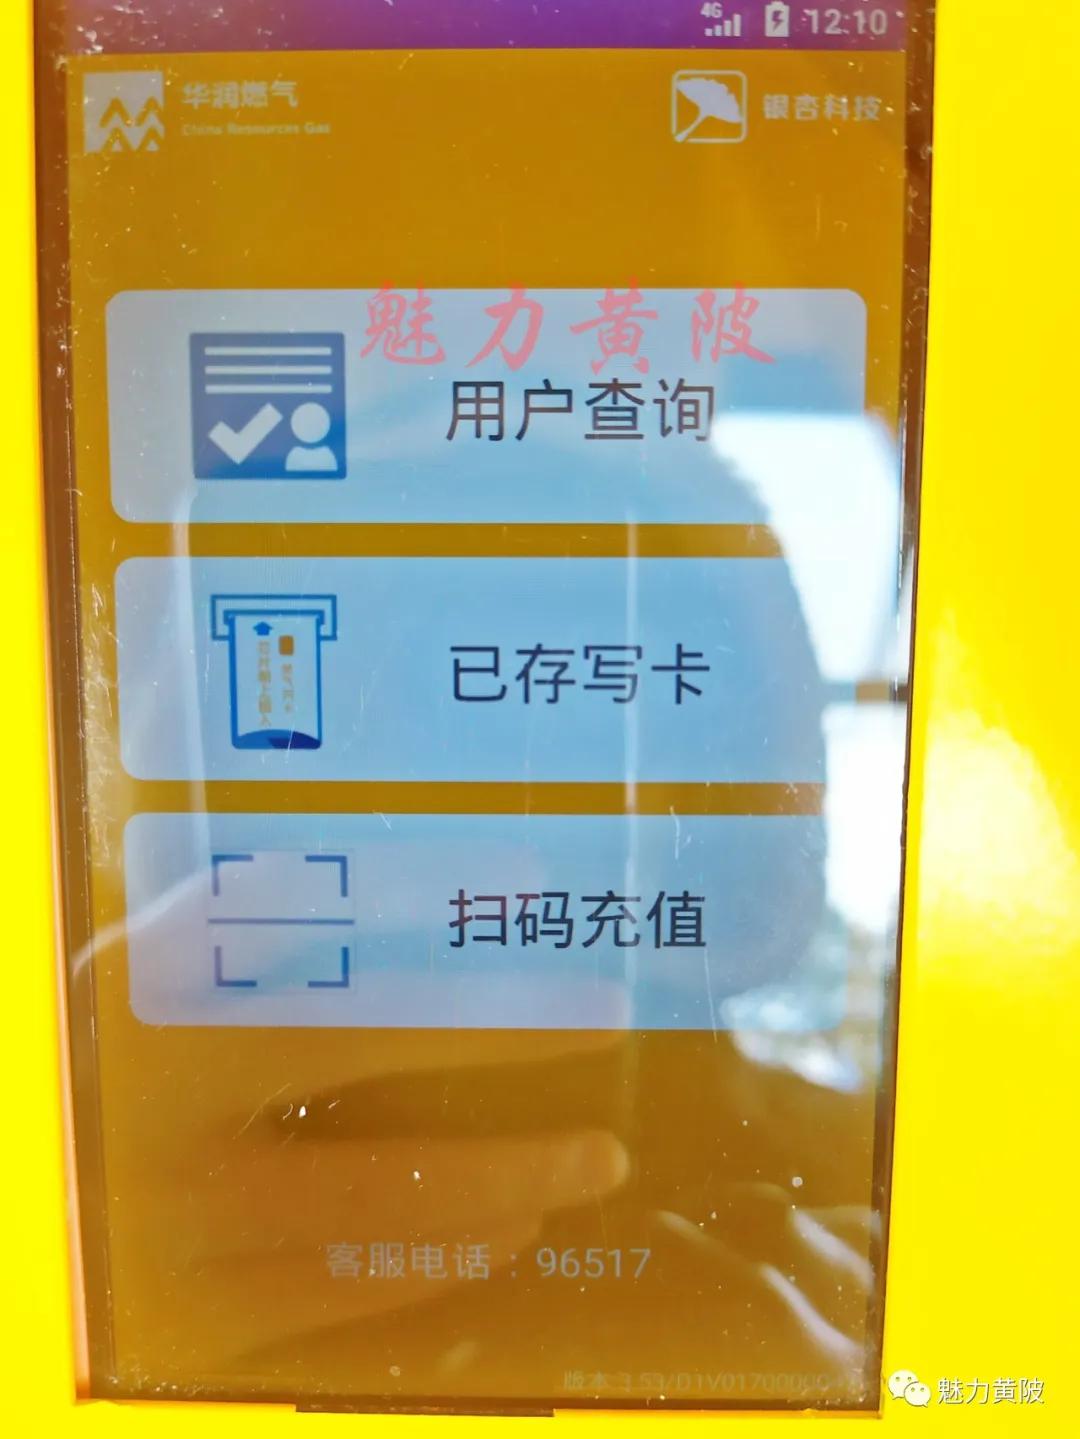 4G 12:10
华润燃气
China Resources Gas
银杏科技
魅力黄陂
用户查询
已存写卡
扫码充值
客服电话：96517
魅力黄陂